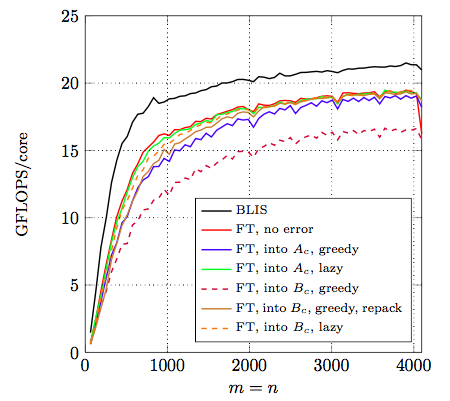 25
20
15
10
5
0
GFLOPS/core
BLIS
FT, no error
FT, into A_c, greedy
FT, into A_c, lazy
FT, into B_c, greedy
FT, into B_c, greedy, repack
FT, into B_c, lazy
0 1000 2000 3000 4000
m = n